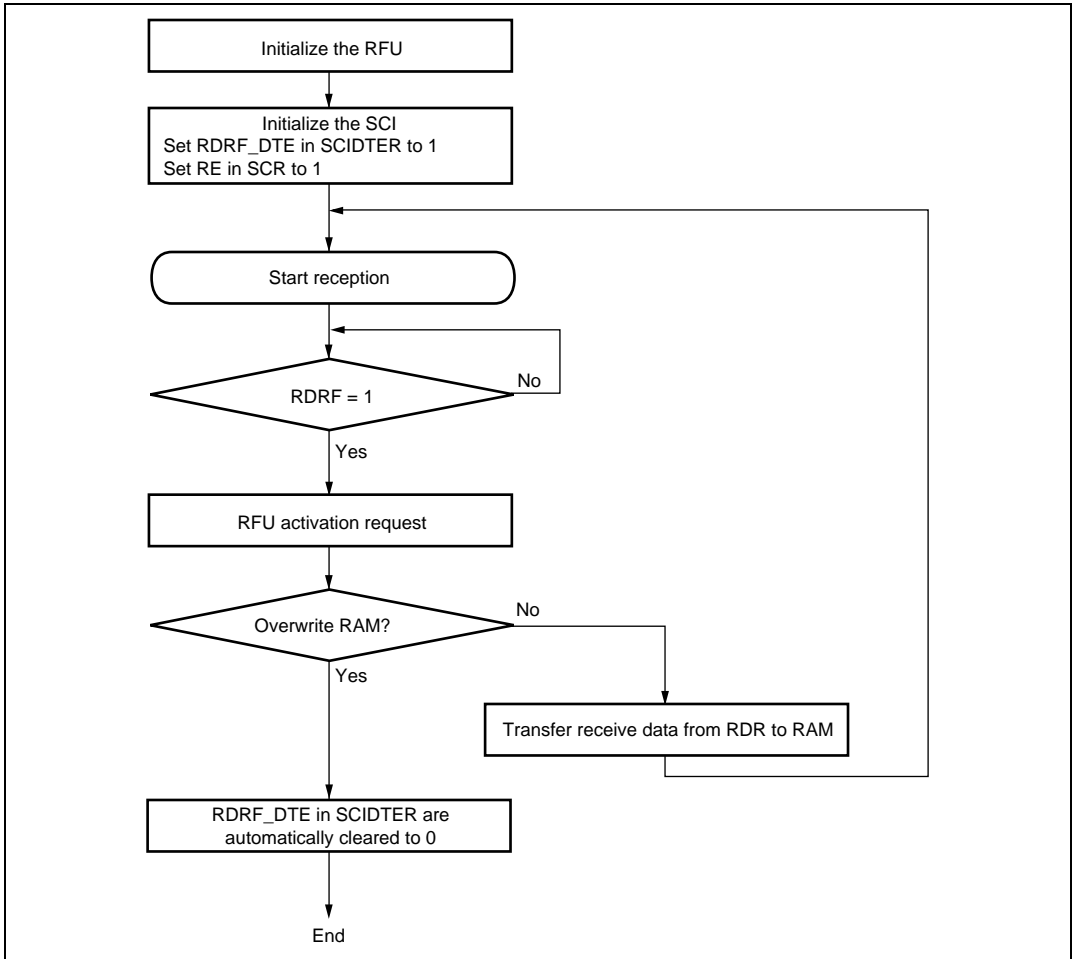 Initialize the RFU
Initialize the SCI
Set RDRF_DTE in SCIDTER to 1
Set RE in SCR to 1
Start reception
RDRF = 1
No
Yes
RFU activation request
Overwrite RAM?
No
Yes
Transfer receive data from RDR to RAM
RDRF_DTE in SCIDTER are
automatically cleared to 0
End